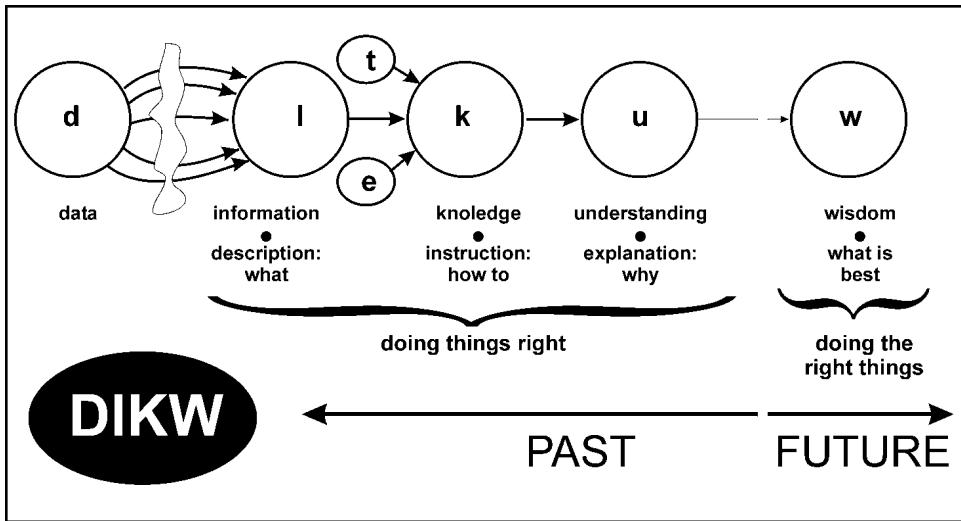 t
d
l
k
u
w
e
data
information
knoledge
understanding
wisdom
description:
what
instruction:
how to
explanation:
why
what is
best
doing things right
doing the
right things
DIKW
PAST
FUTURE